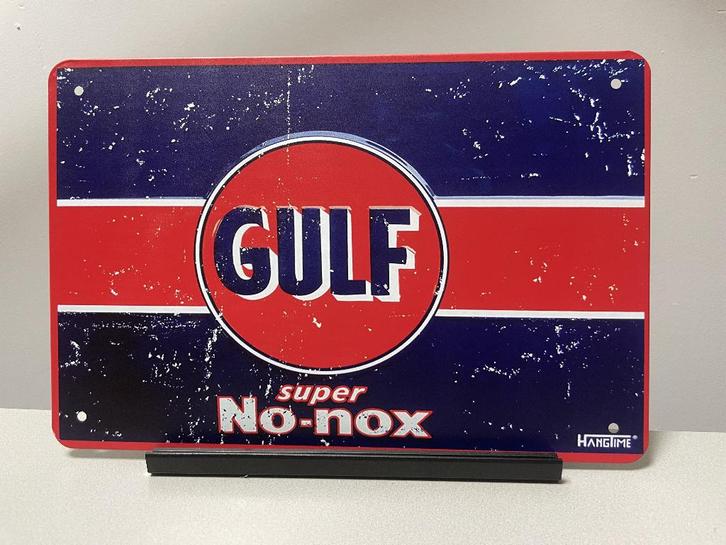 GULF
super
No-nox
HANGTIME®